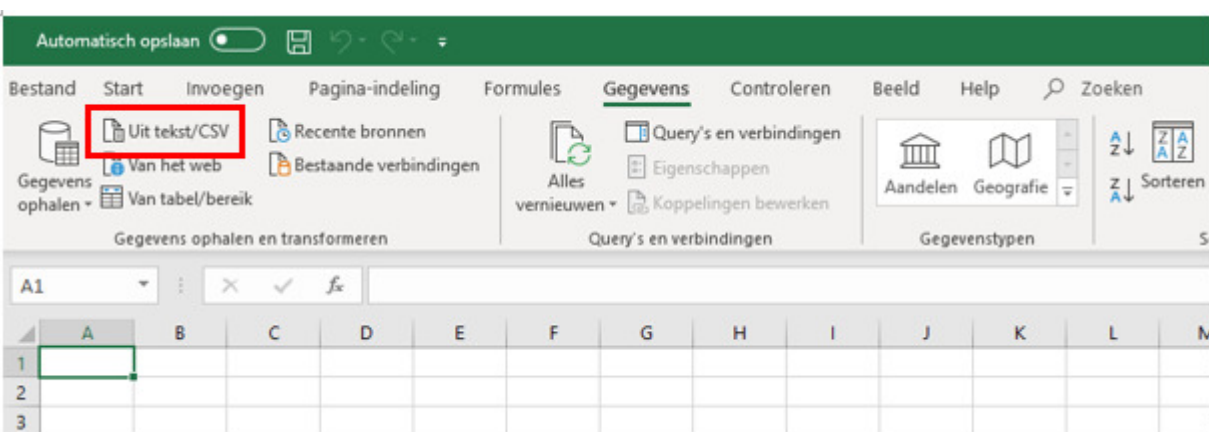 Automatisch opslaan
Bestand Start Invoegen Pagina-indeling Formules Gegevens Controleren Beeld Help Zoeken
Gegevens ophalen
Uit tekst/CSV
Van het web
Van tabel/bereik
Recente bronnen
Bestaande verbindingen
Gegevens ophalen en transformeren
Alles
vernieuwen
Query's en verbindingen
Eigenschappen
Koppelingen bewerken
Query's en verbindingen
Aandelen Geografie
Gegevenstypen
A Z
Z A
Z A
A Z
Sorteren
S
A1 fx
A B C D E F G H I J K L M
1
2
3